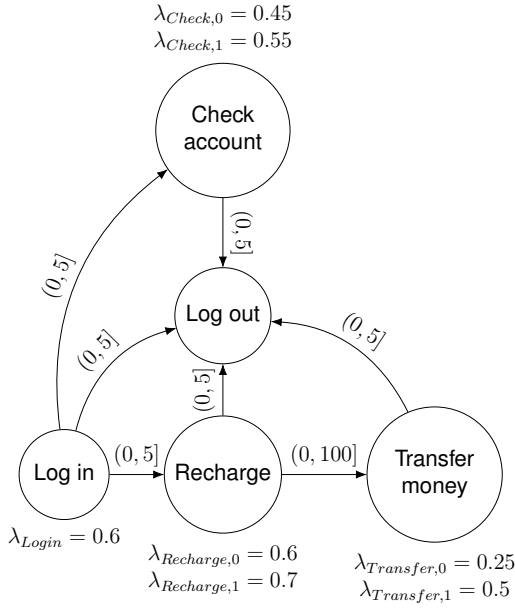 λ_{Check,0} = 0.45
λ_{Check,1} = 0.55
Check
account
(0, 5]
(0, 5]
Log out
(0, 5]
(0, 5]
(0, 5]
Log in
(0, 5]
Recharge
(0, 100]
Transfer
money
λ_{Login} = 0.6
λ_{Recharge,0} = 0.6
λ_{Recharge,1} = 0.7
λ_{Transfer,0} = 0.25
λ_{Transfer,1} = 0.5